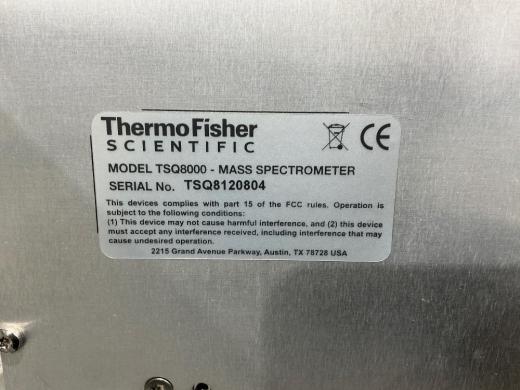 ThermoFisher
SCIENTIFIC
MODEL TSQ8000 - MASS SPECTROMETER
SERIAL No. TSQ8120804
This devices complies with part 15 of the FCC rules. Operation is
subject to the following conditions:
(1) This device may not cause harmful interference, and (2) this device
must accept any interference received, including interference that may
cause undesired operation.
2215 Grand Avenue Parkway, Austin, TX 78728 USA